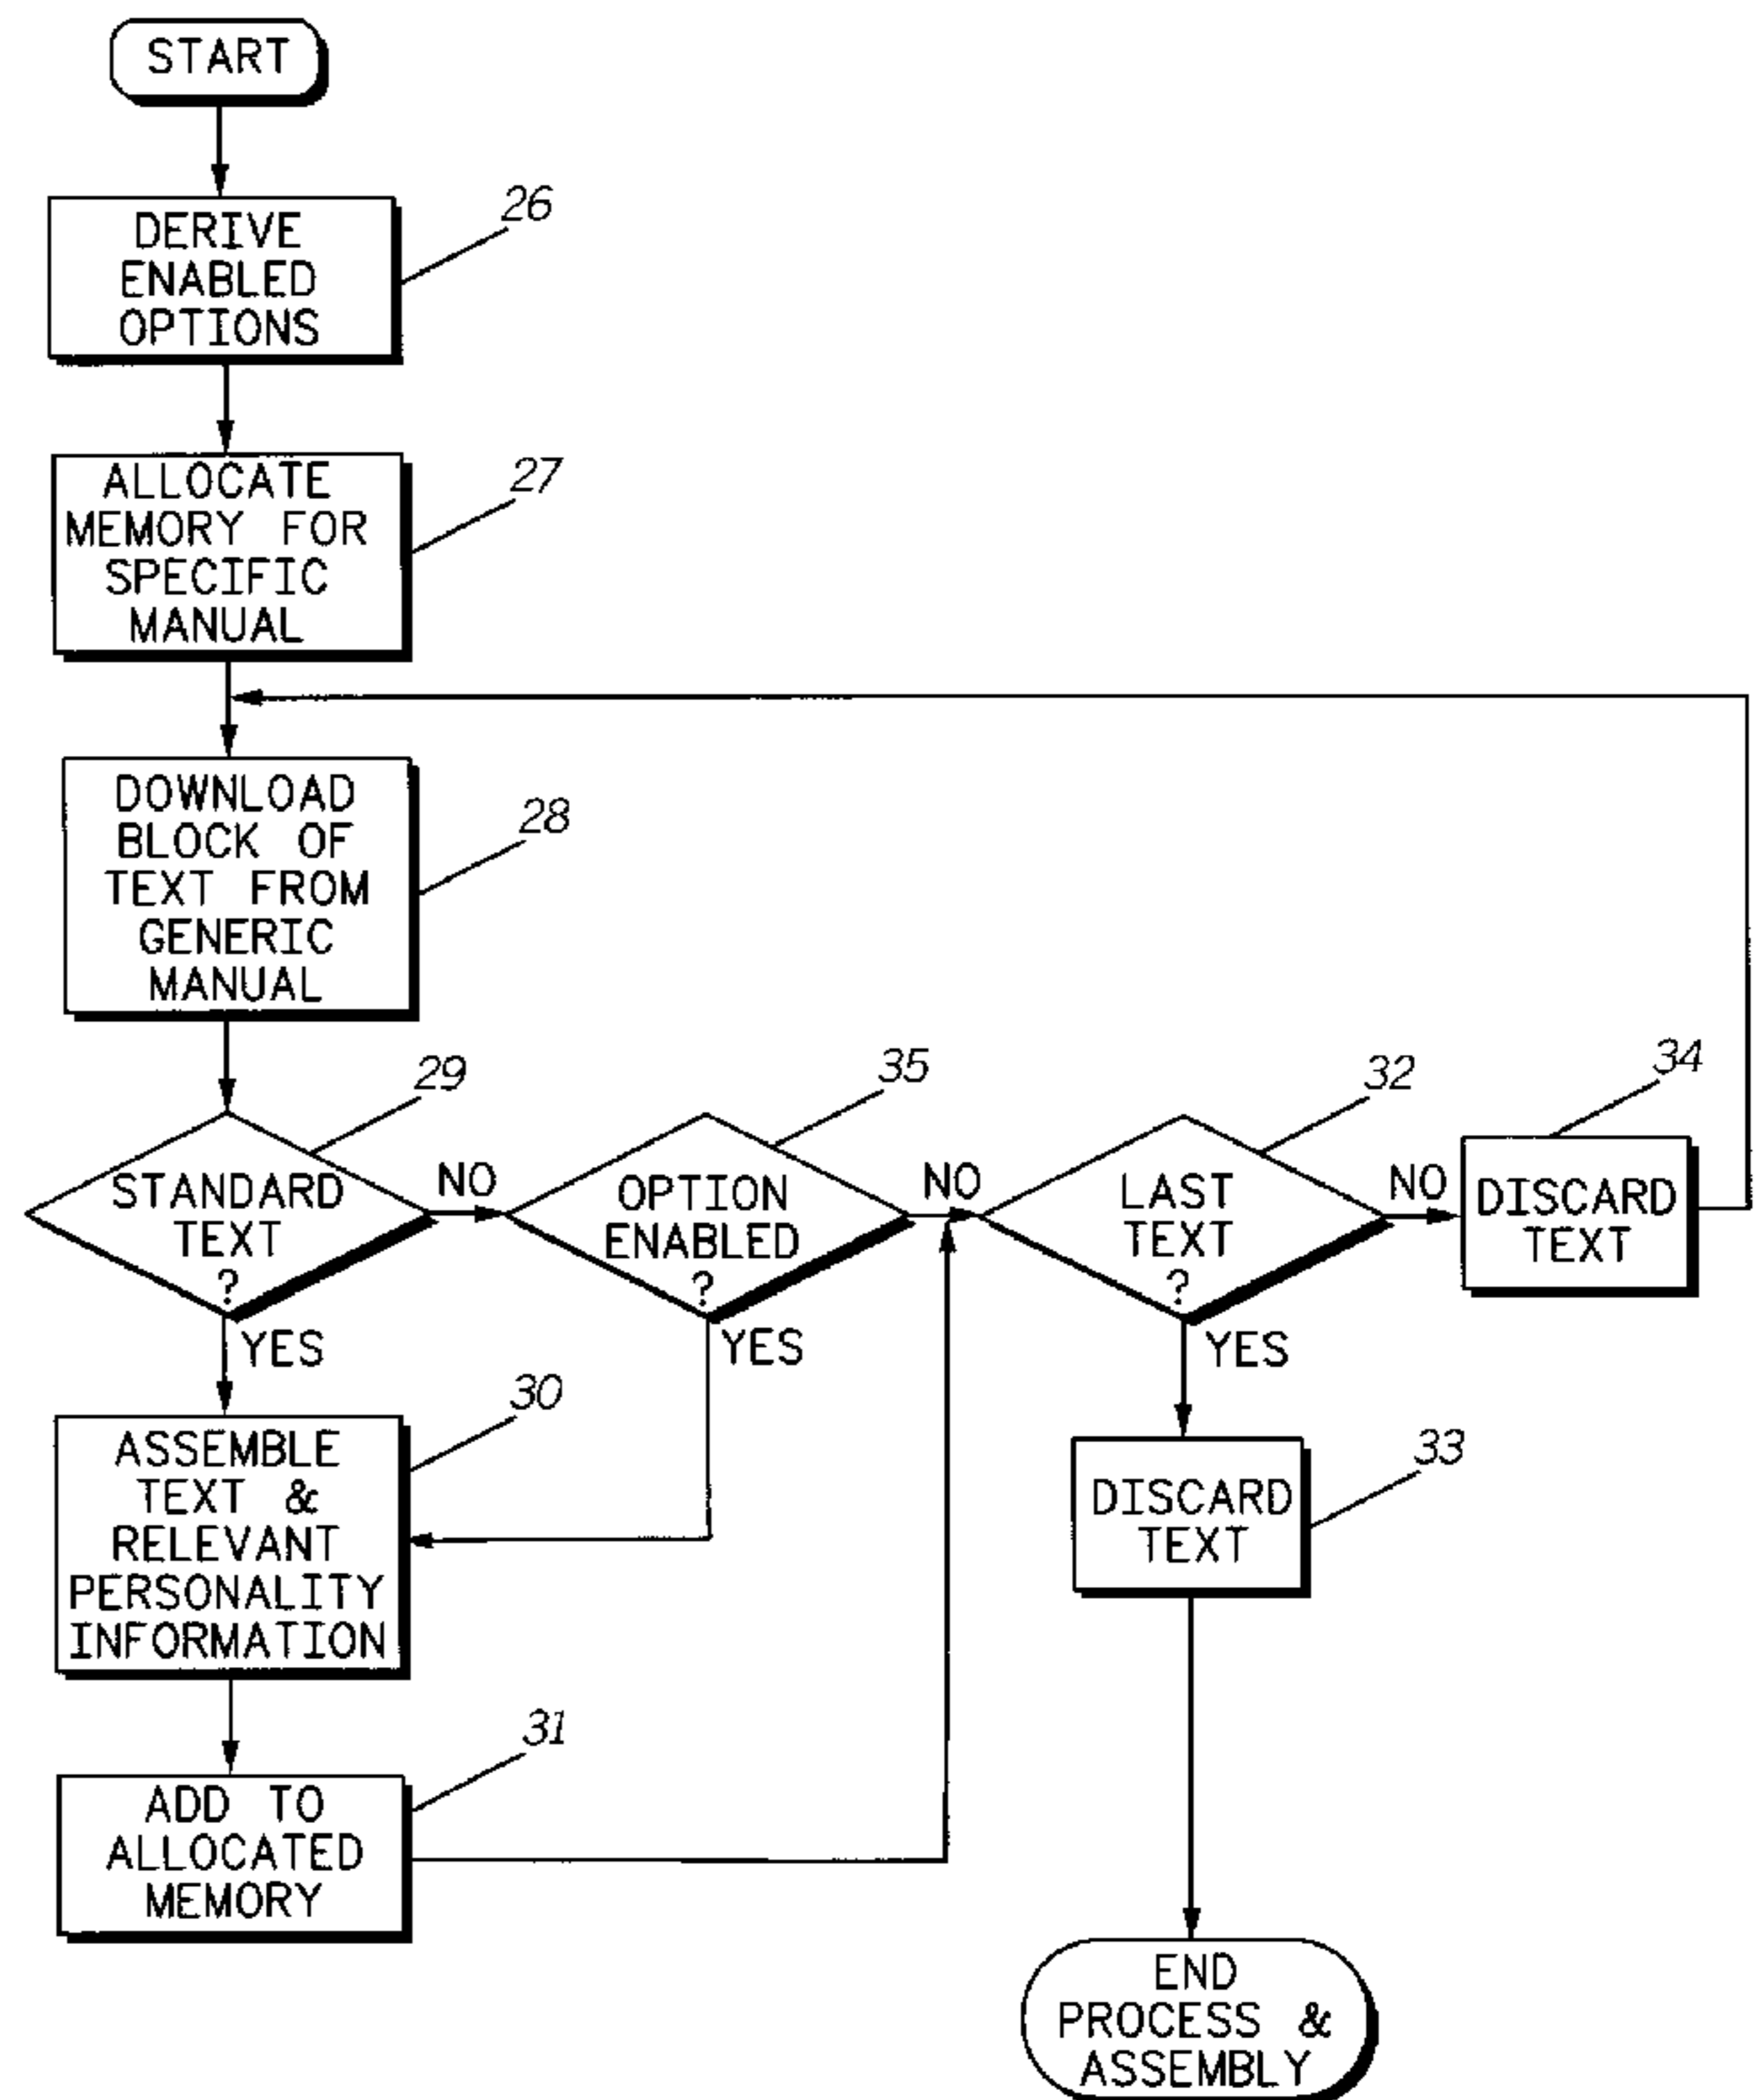 START
DERIVE
ENABLED
OPTIONS
26
ALLOCATE
MEMORY FOR
SPECIFIC
MANUAL
27
DOWNLOAD
BLOCK OF
TEXT FROM
GENERIC
MANUAL
28
STANDARD
TEXT
?
29
NO
YES
OPTION
ENABLED
?
35
NO
YES
LAST
TEXT
?
32
NO
YES
DISCARD
TEXT
34
ASSEMBLE
TEXT &
RELEVANT
PERSONALITY
INFORMATION
30
DISCARD
TEXT
33
ADD TO
ALLOCATED
MEMORY
31
END
PROCESS &
ASSEMBLY